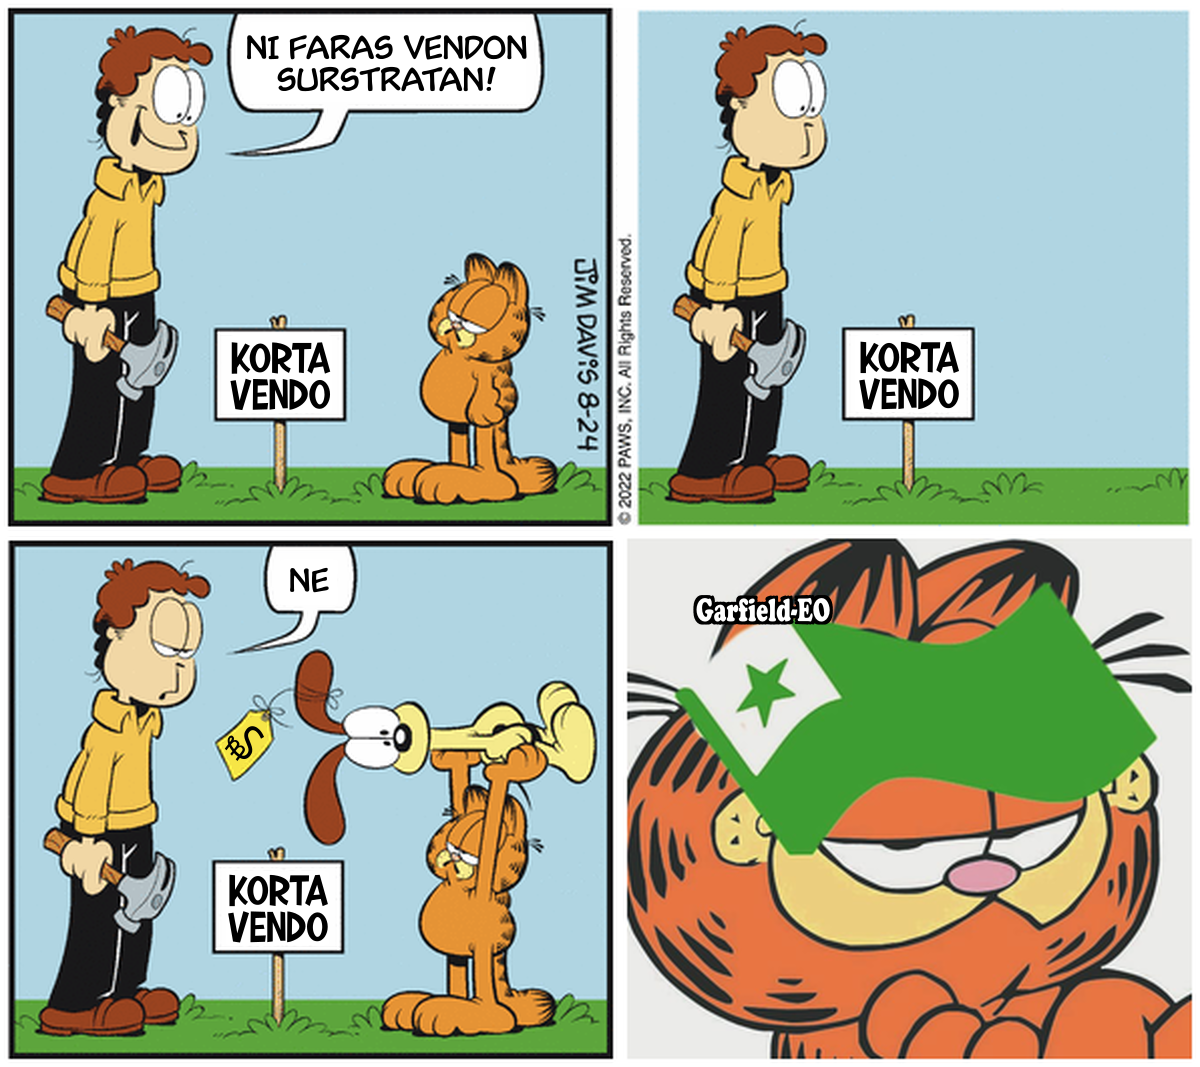 NI FARAS VENDON
SURSTRATAN!
KORTA
VENDO
JIM DAVIS 8-24
© 2022 PAWS, INC. All Rights Reserved.
KORTA
VENDO
NE
KORTA
VENDO
Garfield-EO